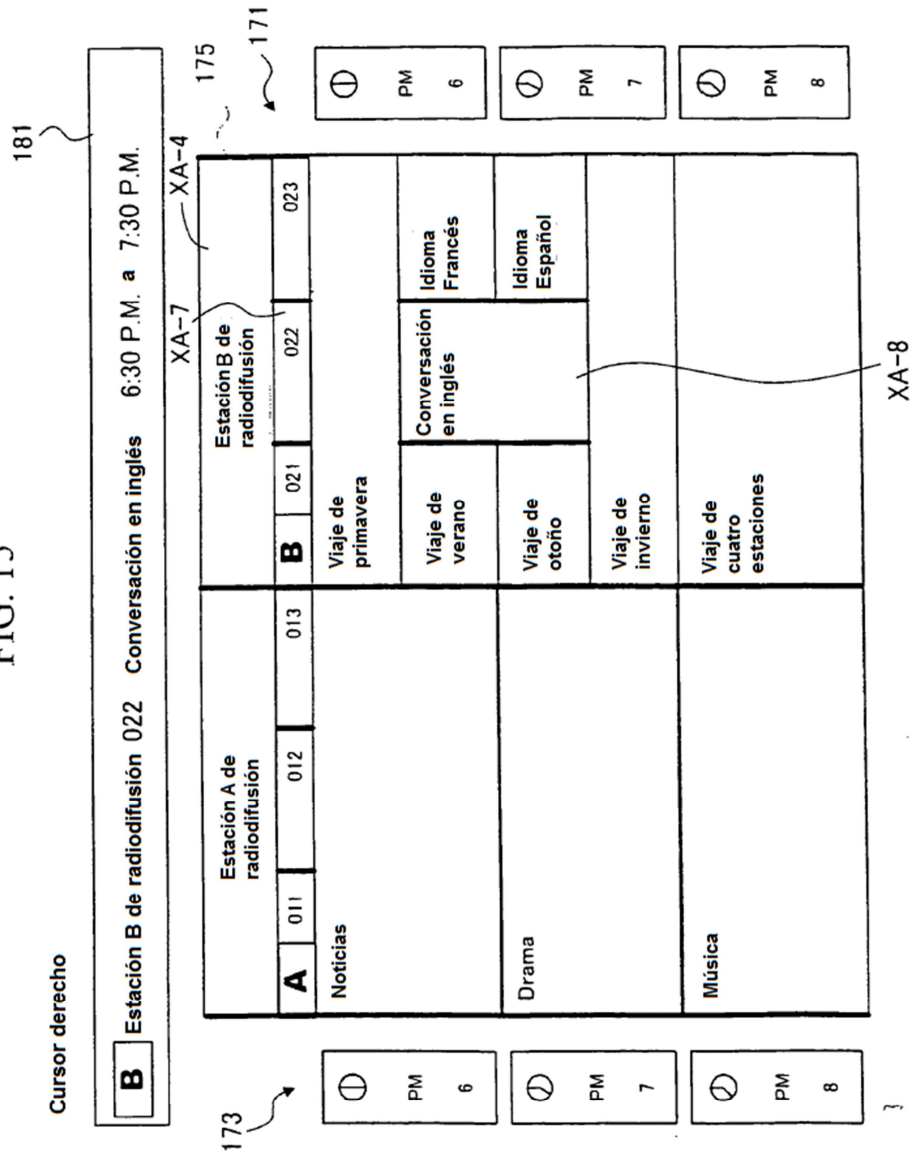 FIG. 15
Cursor derecho
181
B Estación B de radiodifusión 022 Conversación en inglés 6:30 P.M. a 7:30 P.M.
XA-7
XA-4
175
173
171
Estación A de
radiodifusión
Estación B de
radiodifusión
A 011 012 013 B 021 022 023
PM
6
Noticias
Viaje de
primavera
PM
6
Viaje de
verano
Conversación
en inglés
Idioma
Francés
PM
7
Drama
Viaje de
otoño
Idioma
Español
PM
7
Viaje de
invierno
PM
8
Música
Viaje de
cuatro
estaciones
PM
8
XA-8